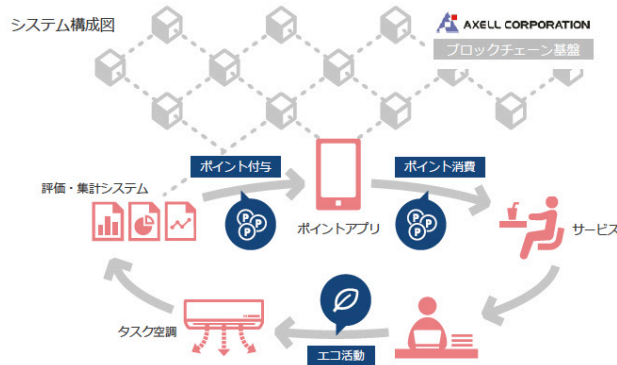 システム構成図
AXELL CORPORATION
ブロックチェーン基盤
ポイント付与
ポイント消費
評価・集計システム
P
P
P
ポイントアプリ
P
P
P
サービス
タスク空調
エコ活動